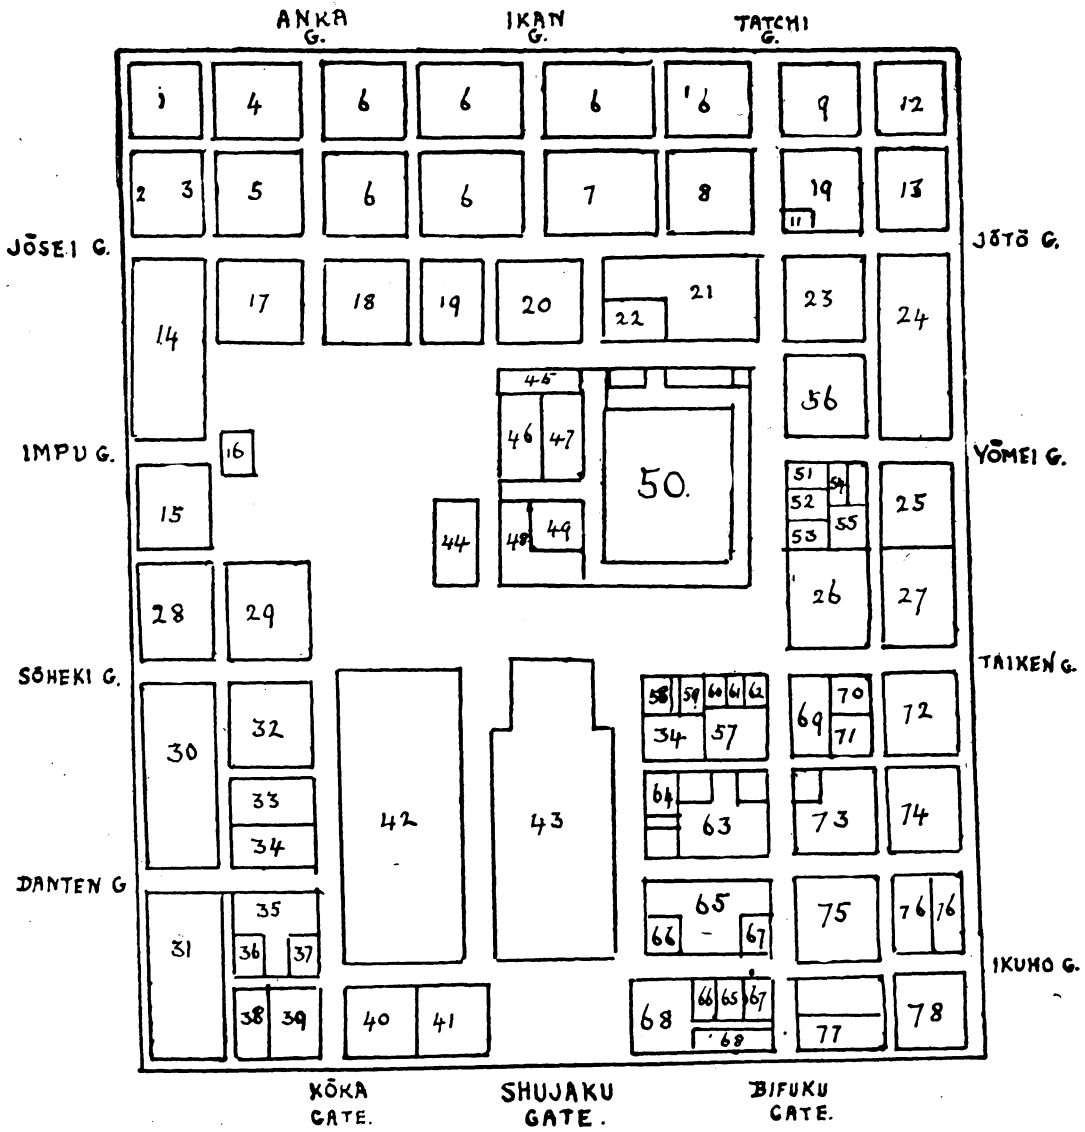 ANKA
G.
IKAN
G.
TATCHI
G.
1 4 6 6 6 6 9 12
2 3 5 6 6 7 8 19 13
11
JŌSEI G.
JŌTŌ G.
14 17 18 19 20 21 23 24
22
45
56
16
46 47
IMPU G.
YŌMEI G.
50.
15
51 54 25
52
44 48 49 53 55
28 29 26 27
SŌHEKI G.
TAIKEN G.
58 59 60 61 62 69 70 72
30 32 34 57 71
33 42 43 64 63 73 74
34
DANTEN G
31 35 65 75 76 76
36 37 66 67
IKUHO G.
38 39 40 41 68 66 65 67 77 78
68
KŌKA
GATE.
SHUJAKU
GATE.
BIFUKU
GATE.